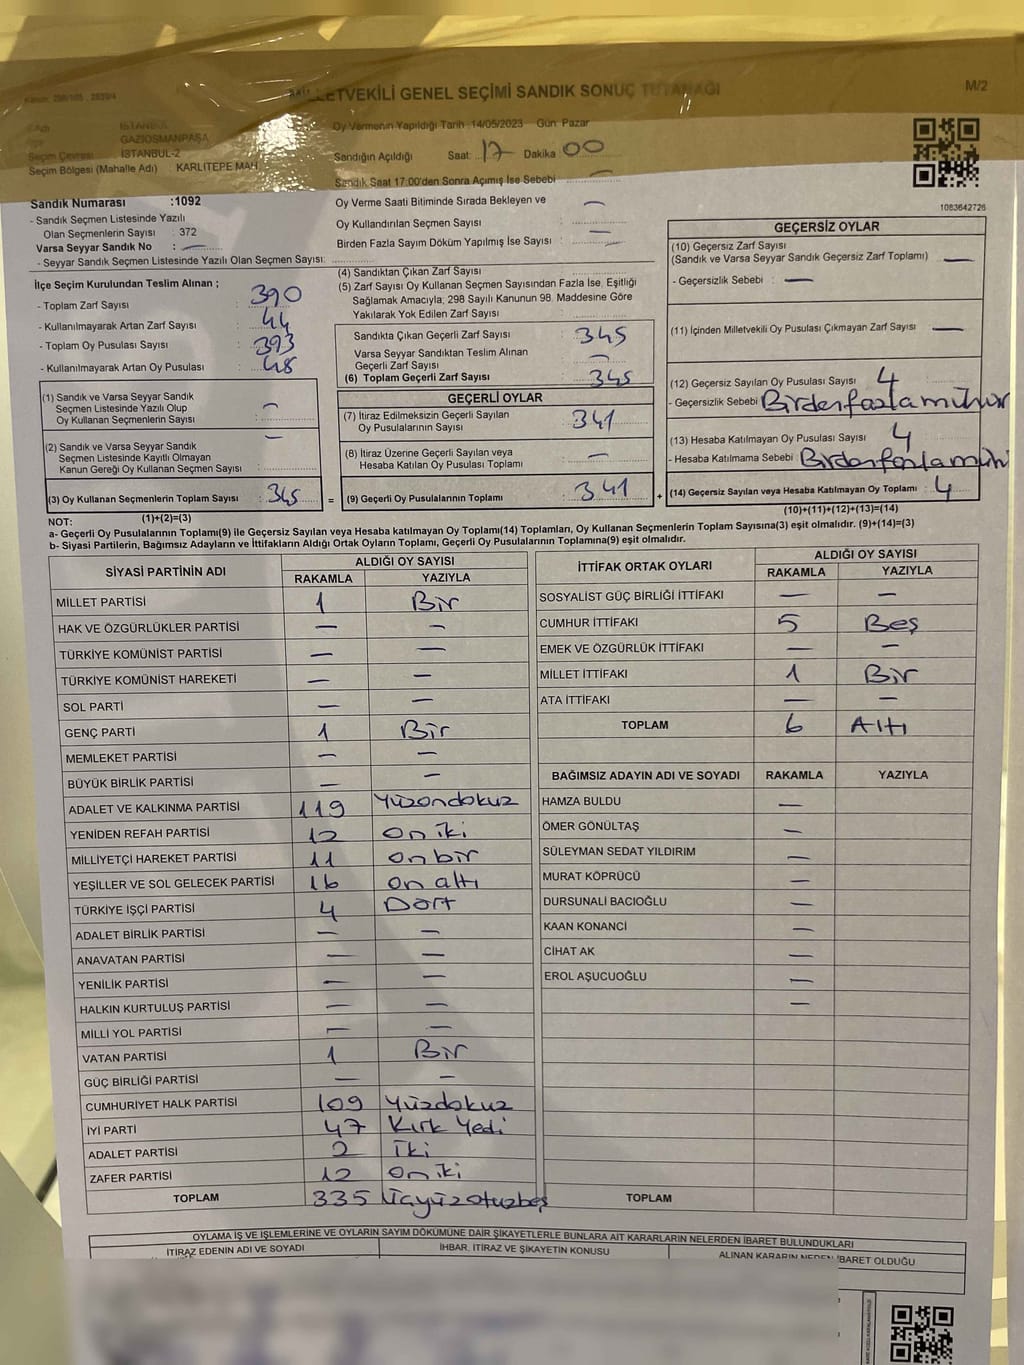 MİLLETVEKİLİ GENEL SEÇİMİ SANDIK SONUÇ TUTANAĞI
M/2
İSTANBUL
GAZİOSMANPAŞA
Seçim Çevresi İSTANBUL-2
Seçim Bölgesi (Mahalle Adı) KARLITEPE MAH.
Oy Vermenin Yapıldığı Tarih :14/05/2023 Gün: Pazar
Sandığın Açıldığı Saat: 17 Dakika 00
Sandık Saat 17:00'den Sonra Açımış İse Sebebi : —
1083642726
Sandık Numarası :1092
- Sandık Seçmen Listesinde Yazılı
Olan Seçmenlerin Sayısı : 372
Varsa Seyyar Sandık No : —
- Seyyar Sandık Seçmen Listesinde Yazılı Olan Seçmen Sayısı:
Oy Verme Saati Bitiminde Sırada Bekleyen ve
Oy Kullandırılan Seçmen Sayısı : —
Birden Fazla Sayım Döküm Yapılmış İse Sayısı : —
İlçe Seçim Kurulundan Teslim Alınan ;
- Toplam Zarf Sayısı : 390
- Kullanılmayarak Artan Zarf Sayısı : 44
- Toplam Oy Pusulası Sayısı : 393
- Kullanılmayarak Artan Oy Pusulası : 48
(4) Sandıktan Çıkan Zarf Sayısı :
(5) Zarf Sayısı Oy Kullanan Seçmen Sayısından Fazla İse, Eşitliği
Sağlamak Amacıyla; 298 Sayılı Kanunun 98. Maddesine Göre
Yakılarak Yok Edilen Zarf Sayısı :
Sandıkta Çıkan Geçerli Zarf Sayısı : 345
Varsa Seyyar Sandıktan Teslim Alınan
Geçerli Zarf Sayısı : —
(6) Toplam Geçerli Zarf Sayısı : 345
GEÇERSİZ OYLAR
(10) Geçersiz Zarf Sayısı
(Sandık ve Varsa Seyyar Sandık Geçersiz Zarf Toplamı) : —
- Geçersizlik Sebebi : —
(11) İçinden Milletvekili Oy Pusulası Çıkmayan Zarf Sayısı : —
(12) Geçersiz Sayılan Oy Pusulası Sayısı : 4
- Geçersizlik Sebebi : Birden fazla mühür
(13) Hesaba Katılmayan Oy Pusulası Sayısı : 4
- Hesaba Katılmama Sebebi : Birden fazla müh
(14) Geçersiz Sayılan veya Hesaba Katılmayan Oy Toplamı : 4
(10)+(11)+(12)+(13)=(14)
(1) Sandık ve Varsa Seyyar Sandık
Seçmen Listesinde Yazılı Olup
Oy Kullanan Seçmenlerin Sayısı : —
(2) Sandık ve Varsa Seyyar Sandık
Seçmen Listesinde Kayıtlı Olmayan
Kanun Gereği Oy Kullanan Seçmen Sayısı : —
(3) Oy Kullanan Seçmenlerin Toplam Sayısı : 345 =
(1)+(2)=(3)
GEÇERLİ OYLAR
(7) İtiraz Edilmeksizin Geçerli Sayılan
Oy Pusulalarının Sayısı : 341
(8) İtiraz Üzerine Geçerli Sayılan veya
Hesaba Katılan Oy Pusulası Toplamı : —
(9) Geçerli Oy Pusulalarının Toplamı : 341 +
NOT:
a- Geçerli Oy Pusulalarının Toplamı(9) ile Geçersiz Sayılan veya Hesaba katılmayan Oy Toplamı(14) Toplamları, Oy Kullanan Seçmenlerin Toplam Sayısına(3) eşit olmalıdır. (9)+(14)=(3)
b- Siyasi Partilerin, Bağımsız Adayların ve İttifakların Aldığı Ortak Oyların Toplamı, Geçerli Oy Pusulalarının Toplamına(9) eşit olmalıdır.
SİYASİ PARTİNİN ADI ALDIĞI OY SAYISI
RAKAMLA YAZIYLA
MİLLET PARTİSİ 1 Bir
HAK VE ÖZGÜRLÜKLER PARTİSİ — —
TÜRKİYE KOMÜNİST PARTİSİ — —
TÜRKİYE KOMÜNİST HAREKETİ — —
SOL PARTİ — —
GENÇ PARTİ 1 Bir
MEMLEKET PARTİSİ — —
BÜYÜK BİRLİK PARTİSİ — —
ADALET VE KALKINMA PARTİSİ 119 Yüzondokuz
YENİDEN REFAH PARTİSİ 12 on iki
MİLLİYETÇİ HAREKET PARTİSİ 11 on bir
YEŞİLLER VE SOL GELECEK PARTİSİ 16 on altı
TÜRKİYE İŞÇİ PARTİSİ 4 Dört
ADALET BİRLİK PARTİSİ — —
ANAVATAN PARTİSİ — —
YENİLİK PARTİSİ — —
HALKIN KURTULUŞ PARTİSİ — —
MİLLİ YOL PARTİSİ — —
VATAN PARTİSİ 1 Bir
GÜÇ BİRLİĞİ PARTİSİ — —
CUMHURİYET HALK PARTİSİ 109 Yüzdokuz
İYİ PARTİ 47 Kırk Yedi
ADALET PARTİSİ 2 İki
ZAFER PARTİSİ 12 on iki
TOPLAM 335 üçyüzotuzbeş
İTTİFAK ORTAK OYLARI ALDIĞI OY SAYISI
RAKAMLA YAZIYLA
SOSYALİST GÜÇ BİRLİĞİ İTTİFAKI — —
CUMHUR İTTİFAKI 5 Beş
EMEK VE ÖZGÜRLÜK İTTİFAKI — —
MİLLET İTTİFAKI 1 Bir
ATA İTTİFAKI — —
TOPLAM 6 Altı
BAĞIMSIZ ADAYIN ADI VE SOYADI RAKAMLA YAZIYLA
HAMZA BULDU —
ÖMER GÖNÜLTAŞ —
SÜLEYMAN SEDAT YILDIRIM —
MURAT KÖPRÜCÜ —
DURSUNALİ BACIOĞLU —
KAAN KONANCİ —
CİHAT AK —
EROL AŞUCUOĞLU —
—
TOPLAM
OYLAMA İŞ VE İŞLEMLERİNE VE OYLARIN SAYIM DÖKÜMÜNE DAİR ŞİKAYETLERLE BUNLARA AİT KARARLARIN NELERDEN İBARET BULUNDUKLARI
İTİRAZ EDENİN ADI VE SOYADI İHBAR, İTİRAZ VE ŞİKAYETİN KONUSU ALINAN KARARIN NEDEN İBARET OLDUĞU